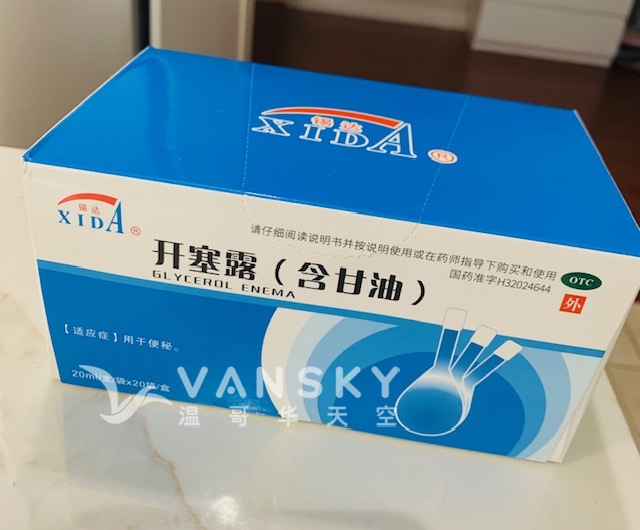 锡达
XIDA®
锡达
XIDA®
请仔细阅读说明书并按说明使用或在药师指导下购买和使用
国药准字H32024644
OTC
外
开塞露（含甘油）
GLYCEROL ENEMA
【适应症】用于便秘。
20ml/支/袋×20袋/盒
VANSKY
温哥华天空